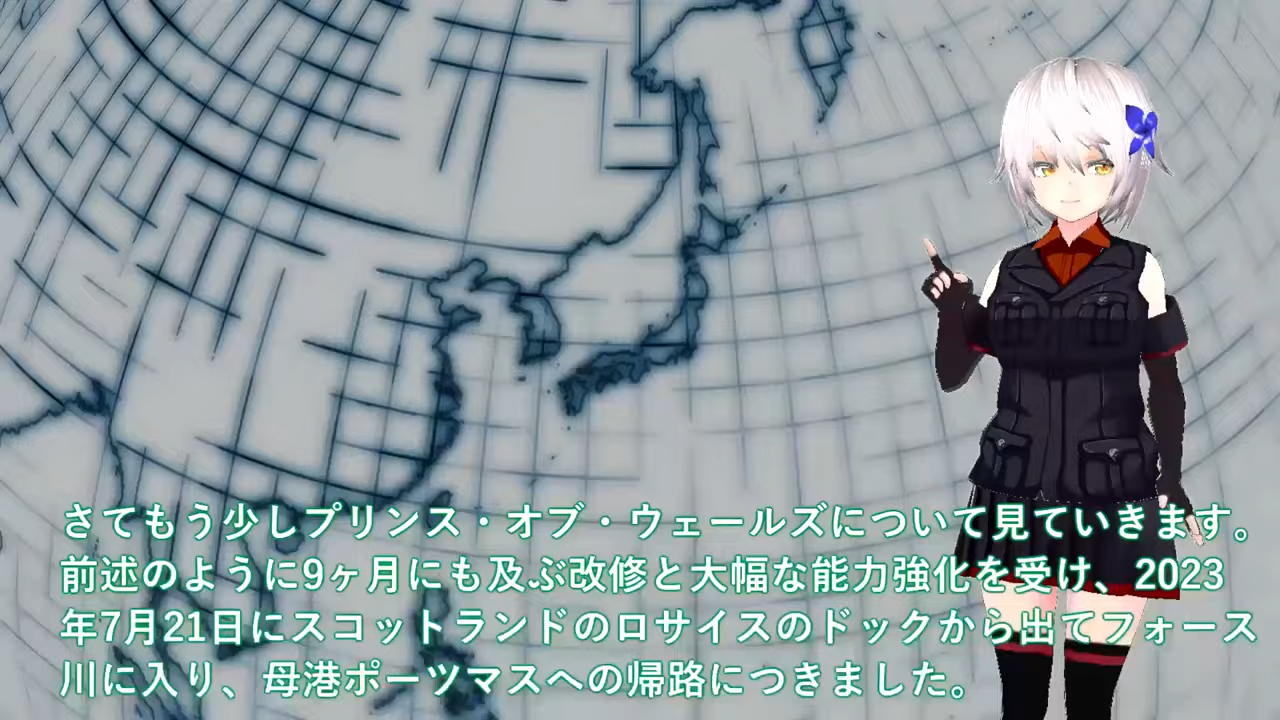 さてもう少しプリンス・オブ・ウェールズについて見ていきます。
前述のように9ヶ月にも及ぶ改修と大幅な能力強化を受け、2023
年7月21日にスコットランドのロサイスのドックから出てフォース
川に入り、母港ポーツマスへの帰路につきました。